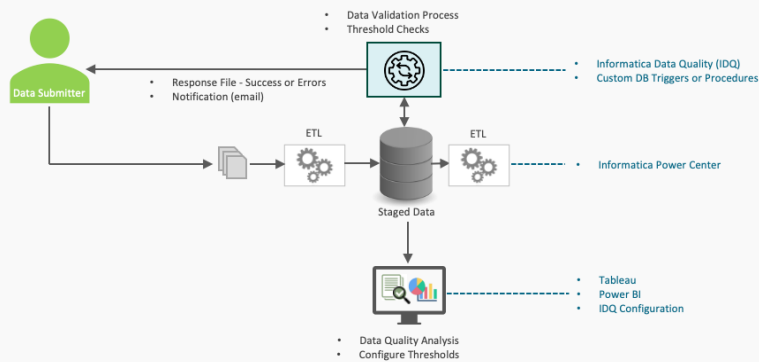 • Data Validation Process
• Threshold Checks
• Informatica Data Quality (IDQ)
• Custom DB Triggers or Procedures
• Response File - Success or Errors
• Notification (email)
Data Submitter
ETL
ETL
• Informatica Power Center
Staged Data
• Tableau
• Power BI
• IDQ Configuration
• Data Quality Analysis
• Configure Thresholds